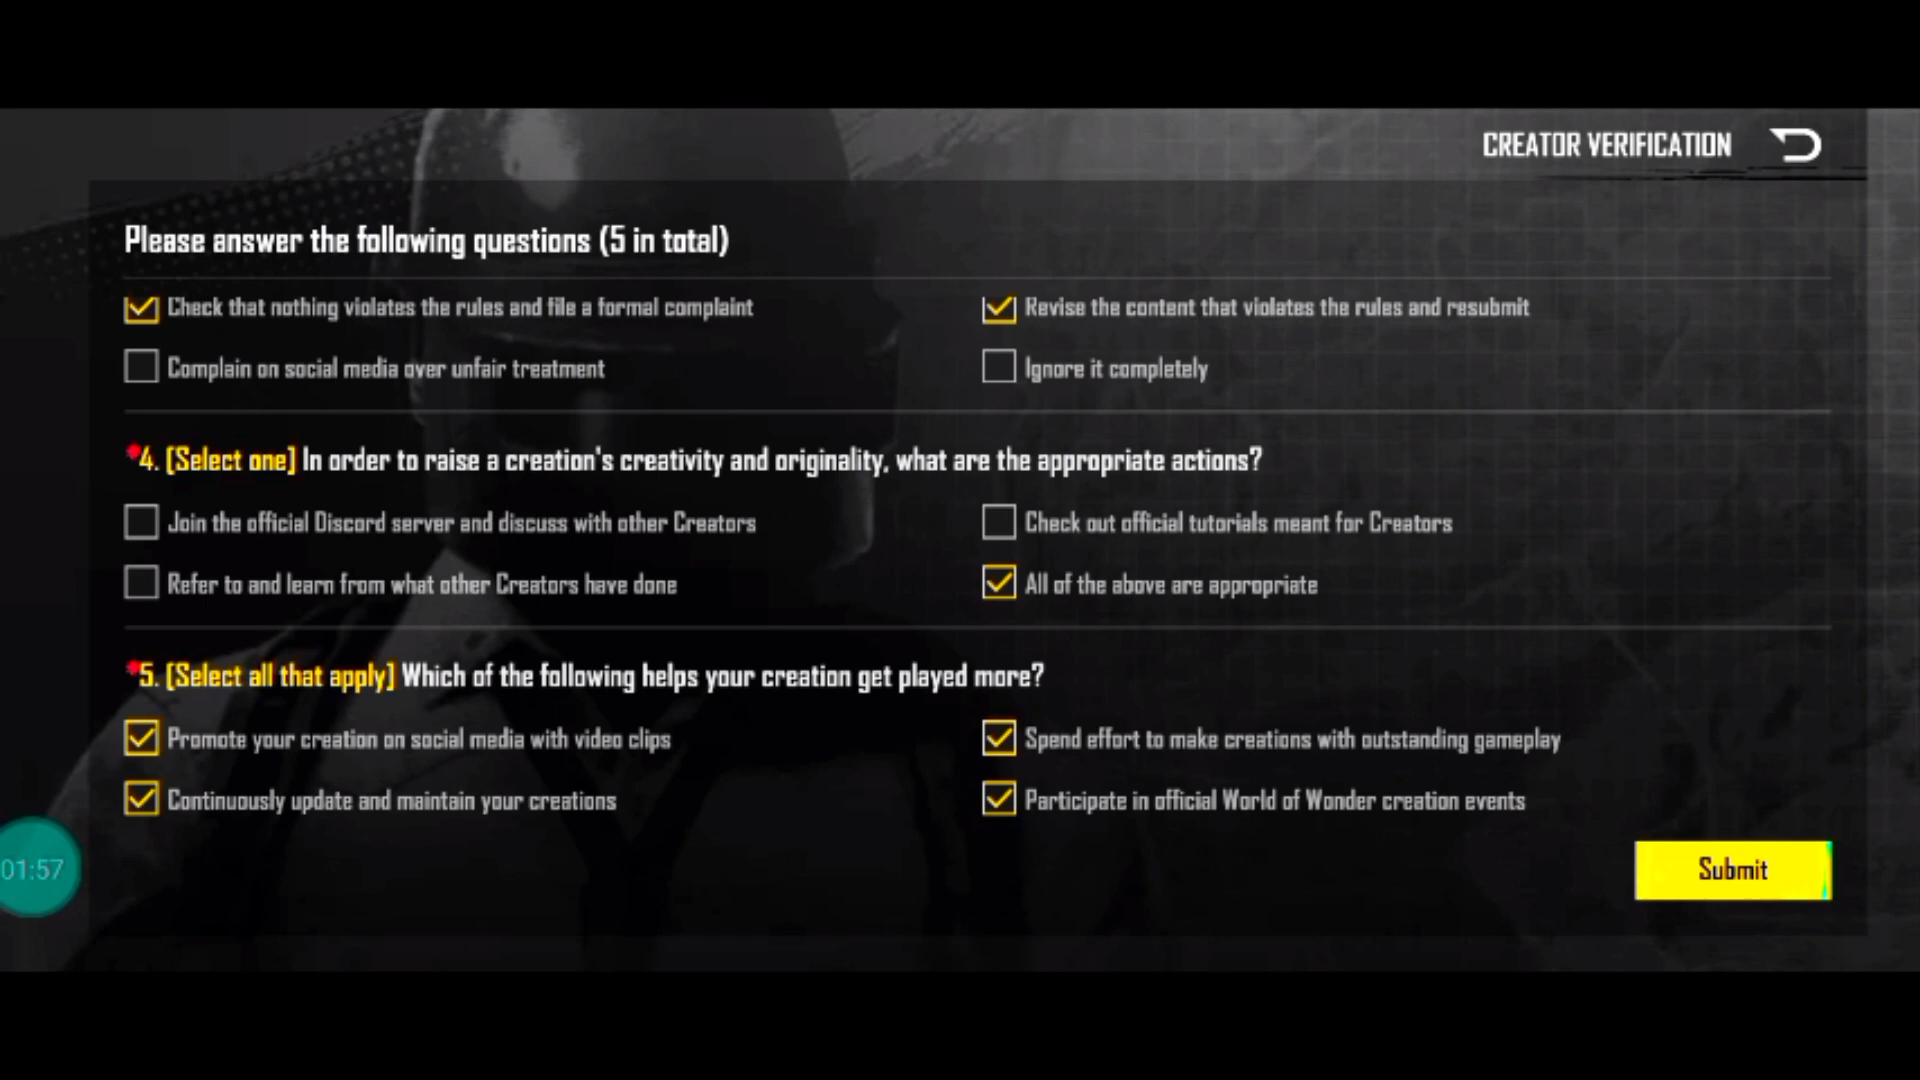 CREATOR VERIFICATION
Please answer the following questions (5 in total)
Check that nothing violates the rules and file a formal complaint
Revise the content that violates the rules and resubmit
Complain on social media over unfair treatment
Ignore it completely
*4. [Select one] In order to raise a creation's creativity and originality, what are the appropriate actions?
Join the official Discord server and discuss with other Creators
Check out official tutorials meant for Creators
Refer to and learn from what other Creators have done
All of the above are appropriate
*5. [Select all that apply] Which of the following helps your creation get played more?
Promote your creation on social media with video clips
Spend effort to make creations with outstanding gameplay
Continuously update and maintain your creations
Participate in official World of Wonder creation events
01:57
Submit